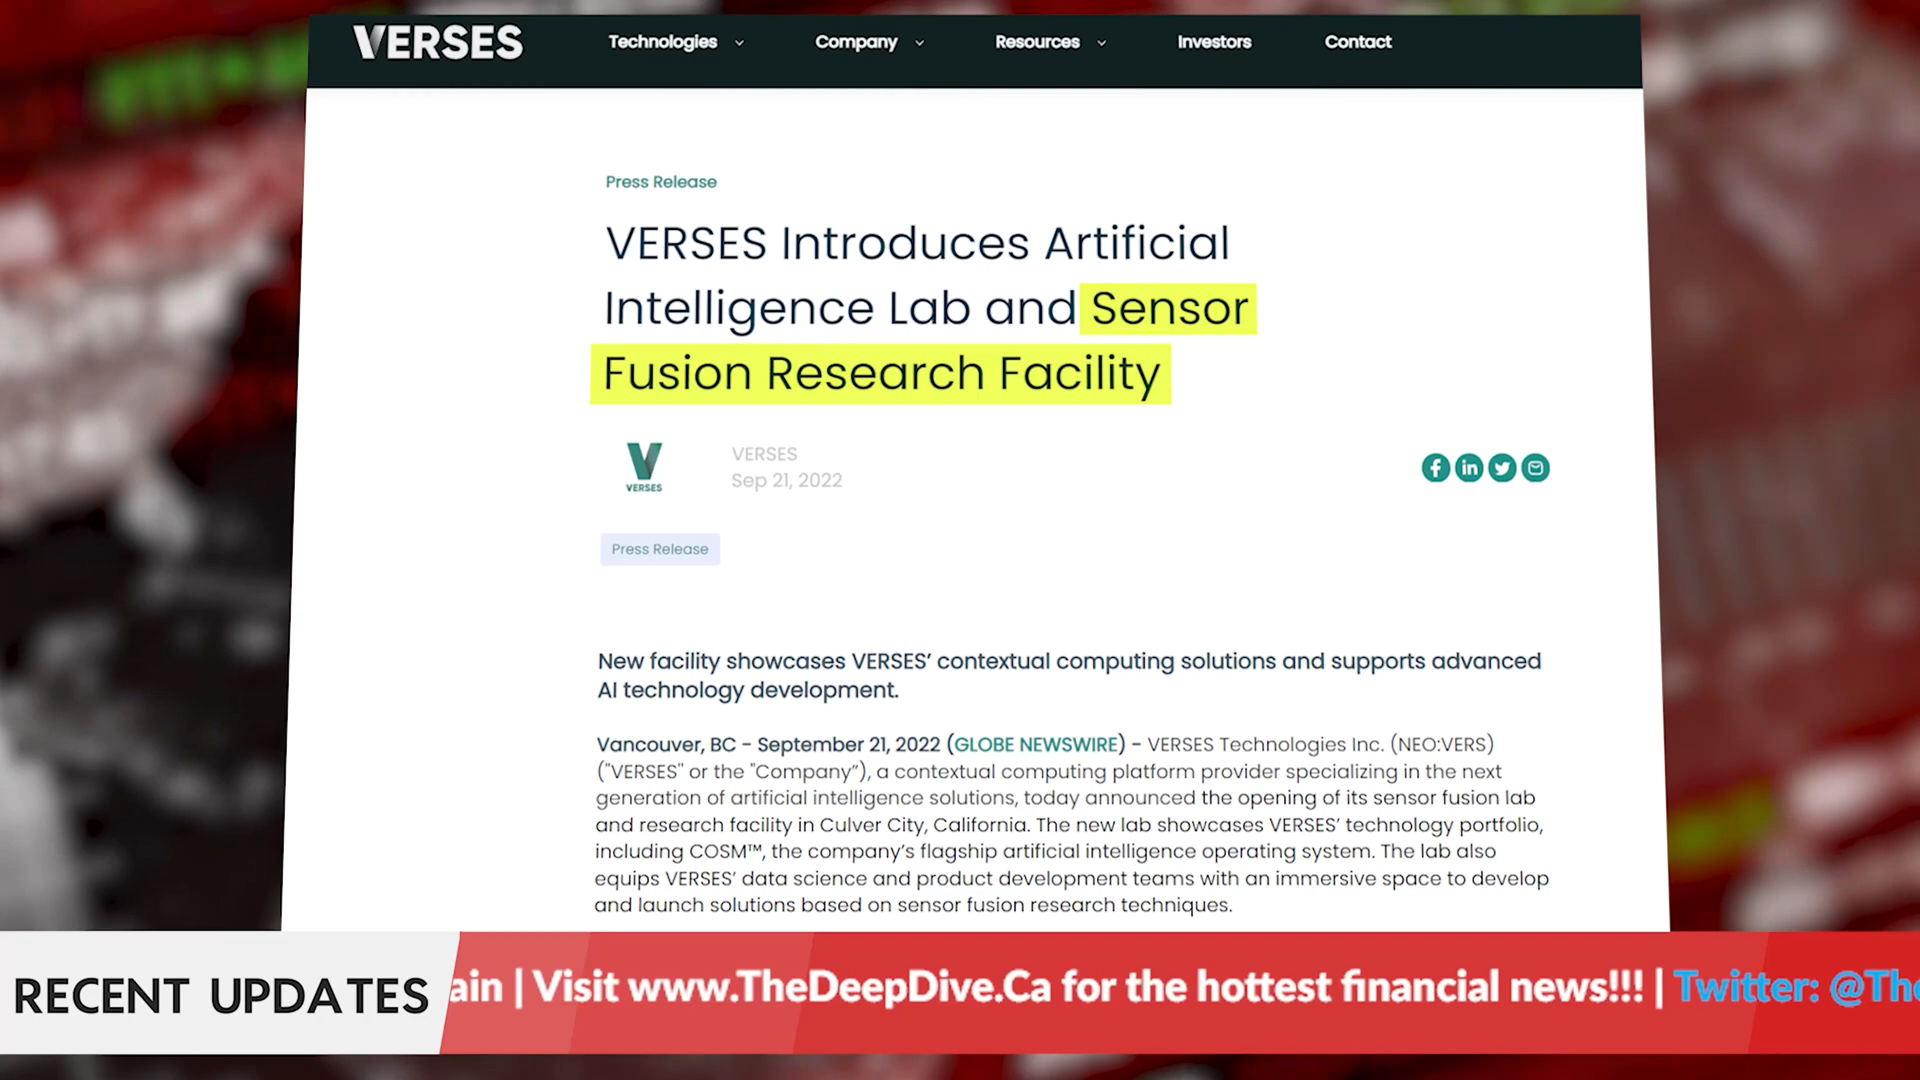 VERSES
Technologies
Company
Resources
Investors
Contact
Press Release
VERSES Introduces Artificial
Intelligence Lab and Sensor
Fusion Research Facility
VERSES
VERSES
Sep 21, 2022
Press Release
New facility showcases VERSES’ contextual computing solutions and supports advanced
AI technology development.
Vancouver, BC - September 21, 2022 (GLOBE NEWSWIRE) - VERSES Technologies Inc. (NEO:VERS)
("VERSES" or the "Company”), a contextual computing platform provider specializing in the next
generation of artificial intelligence solutions, today announced the opening of its sensor fusion lab
and research facility in Culver City, California. The new lab showcases VERSES’ technology portfolio,
including COSM™, the company’s flagship artificial intelligence operating system. The lab also
equips VERSES’ data science and product development teams with an immersive space to develop
and launch solutions based on sensor fusion research techniques.
RECENT UPDATES
ain | Visit www.TheDeepDive.Ca for the hottest financial news!!! | Twitter: @The